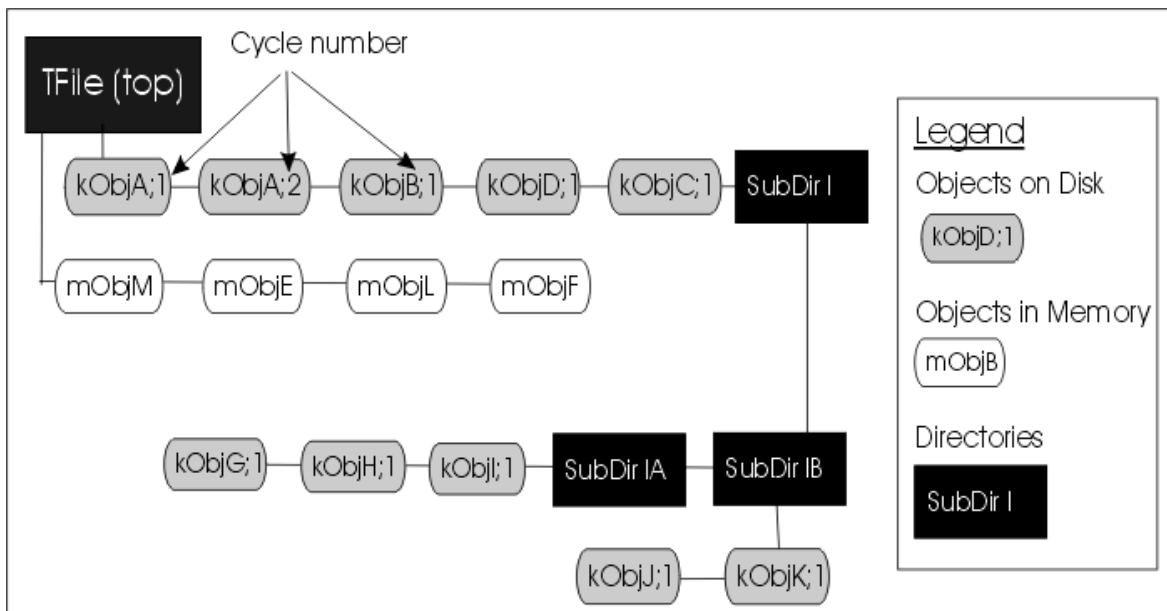 Cycle number
TFile (top)
kObjA;1
kObjA;2
kObjB;1
kObjD;1
kObjC;1
SubDir I
mObjM
mObjE
mObjL
mObjF
kObjG;1
kObjH;1
kObjI;1
SubDir IA
SubDir IB
kObjJ;1
kObjK;1
Legend
Objects on Disk
kObjD;1
Objects in Memory
mObjB
Directories
SubDir I